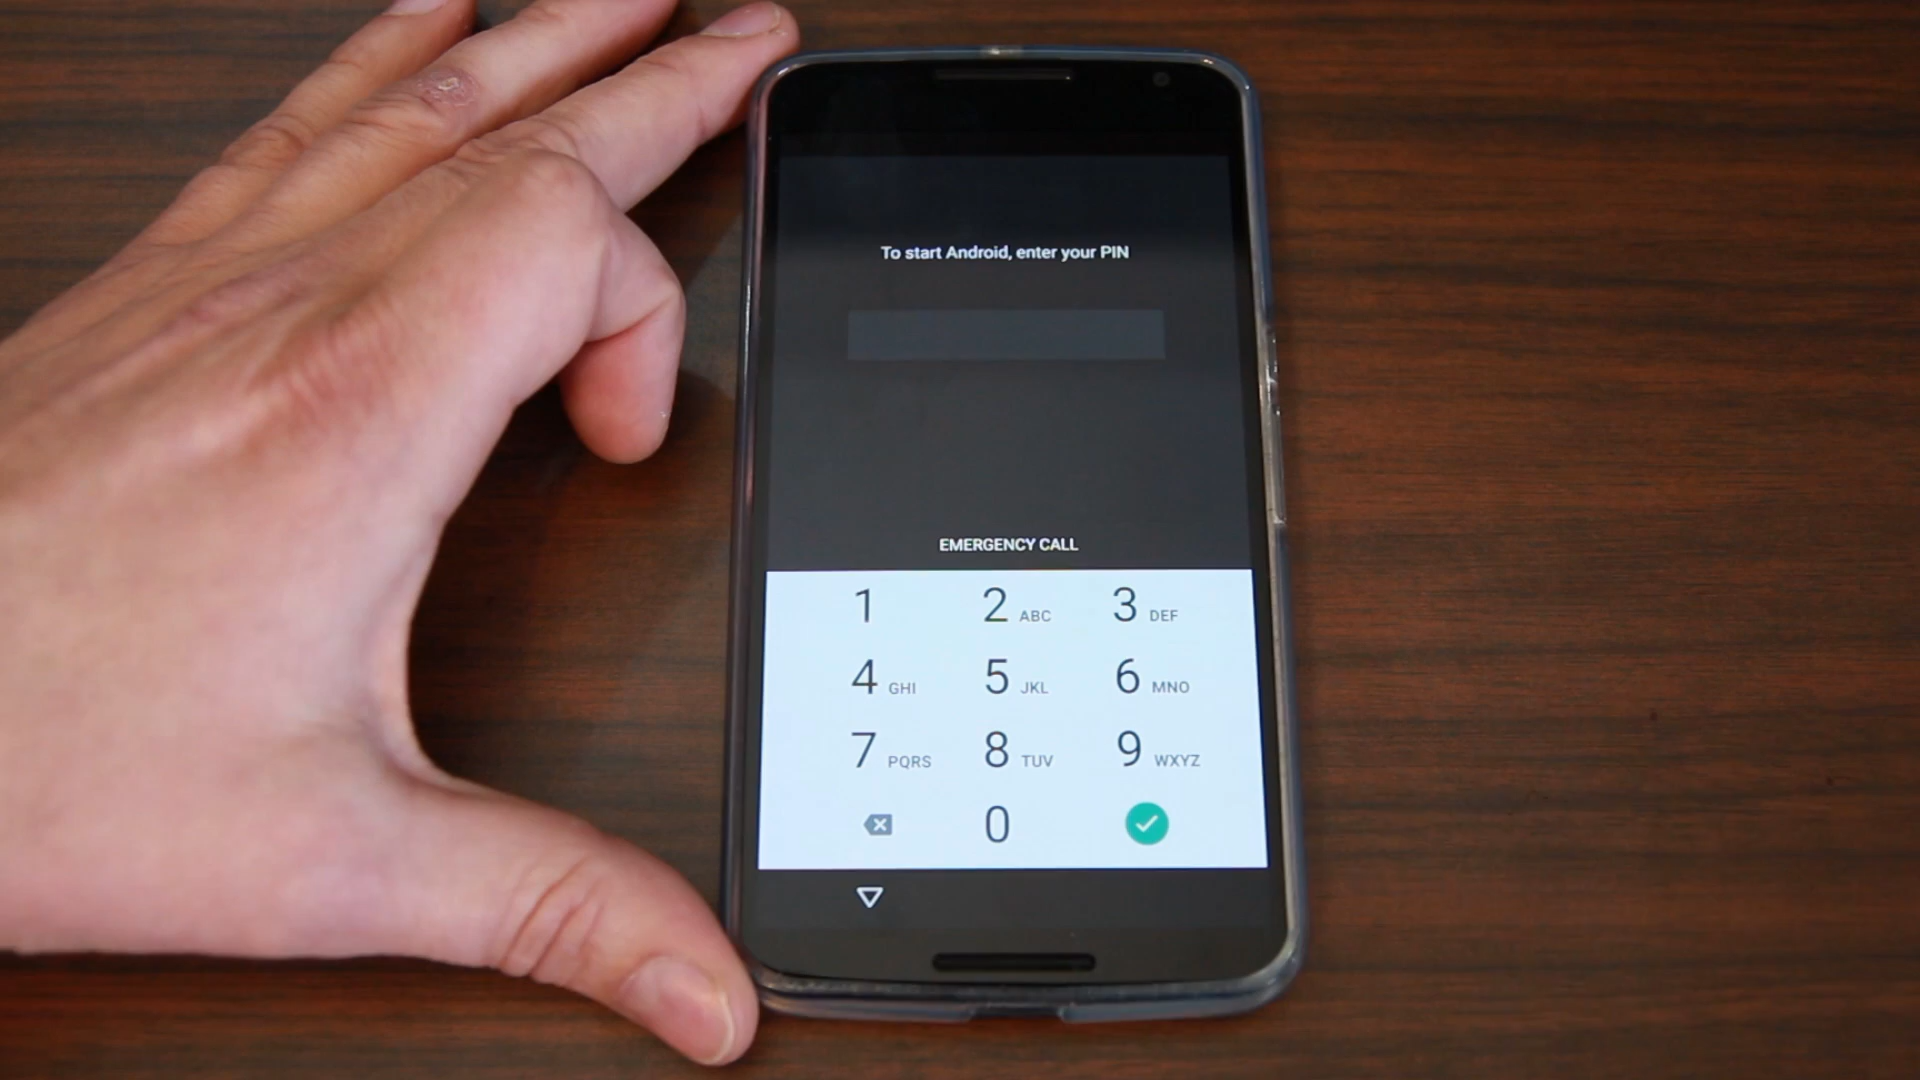 To start Android, enter your PIN
EMERGENCY CALL
1 2 ABC 3 DEF
4 GHI 5 JKL 6 MNO
7 PQRS 8 TUV 9 WXYZ
0